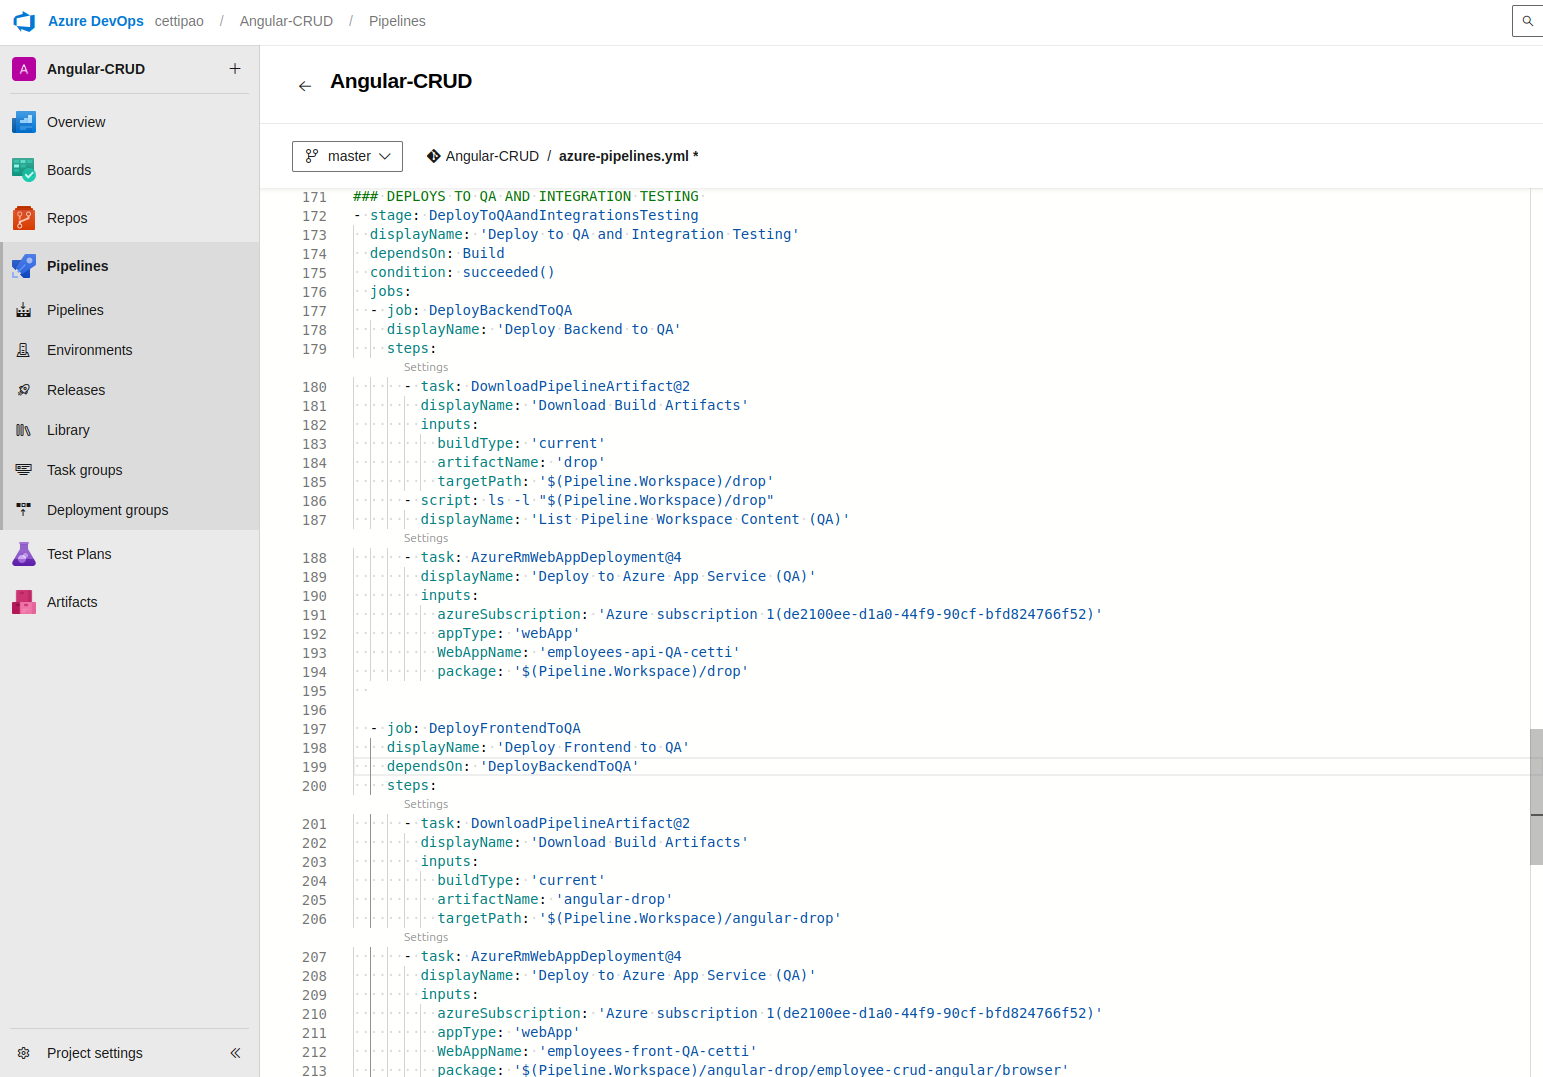 Azure DevOps cettipao / Angular-CRUD / Pipelines
A Angular-CRUD +
Overview
Boards
Repos
Pipelines
Pipelines
Environments
Releases
Library
Task groups
Deployment groups
Test Plans
Artifacts
Project settings
Angular-CRUD
master
Angular-CRUD / azure-pipelines.yml *
171 ### DEPLOYS TO QA AND INTEGRATION TESTING
172 - stage: DeployToQAandIntegrationsTesting
173 displayName: 'Deploy to QA and Integration Testing'
174 dependsOn: Build
175 condition: succeeded()
176 jobs:
177 - job: DeployBackendToQA
178 displayName: 'Deploy Backend to QA'
179 steps:
Settings
180 - task: DownloadPipelineArtifact@2
181 displayName: 'Download Build Artifacts'
182 inputs:
183 buildType: 'current'
184 artifactName: 'drop'
185 targetPath: '$(Pipeline.Workspace)/drop'
186 - script: ls -l "$(Pipeline.Workspace)/drop"
187 displayName: 'List Pipeline Workspace Content (QA)'
Settings
188 - task: AzureRmWebAppDeployment@4
189 displayName: 'Deploy to Azure App Service (QA)'
190 inputs:
191 azureSubscription: 'Azure subscription 1(de2100ee-d1a0-44f9-90cf-bfd824766f52)'
192 appType: 'webApp'
193 WebAppName: 'employees-api-QA-cetti'
194 package: '$(Pipeline.Workspace)/drop'
195
196
197 - job: DeployFrontendToQA
198 displayName: 'Deploy Frontend to QA'
199 dependsOn: 'DeployBackendToQA'
200 steps:
Settings
201 - task: DownloadPipelineArtifact@2
202 displayName: 'Download Build Artifacts'
203 inputs:
204 buildType: 'current'
205 artifactName: 'angular-drop'
206 targetPath: '$(Pipeline.Workspace)/angular-drop'
Settings
207 - task: AzureRmWebAppDeployment@4
208 displayName: 'Deploy to Azure App Service (QA)'
209 inputs:
210 azureSubscription: 'Azure subscription 1(de2100ee-d1a0-44f9-90cf-bfd824766f52)'
211 appType: 'webApp'
212 WebAppName: 'employees-front-QA-cetti'
213 package: '$(Pipeline.Workspace)/angular-drop/employee-crud-angular/browser'